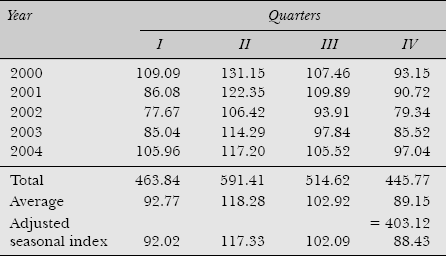 Year Quarters
I II III IV
2000 109.09 131.15 107.46 93.15
2001 86.08 122.35 109.89 90.72
2002 77.67 106.42 93.91 79.34
2003 85.04 114.29 97.84 85.52
2004 105.96 117.20 105.52 97.04
Total 463.84 591.41 514.62 445.77
Average 92.77 118.28 102.92 89.15
Adjusted = 403.12
seasonal index 92.02 117.33 102.09 88.43